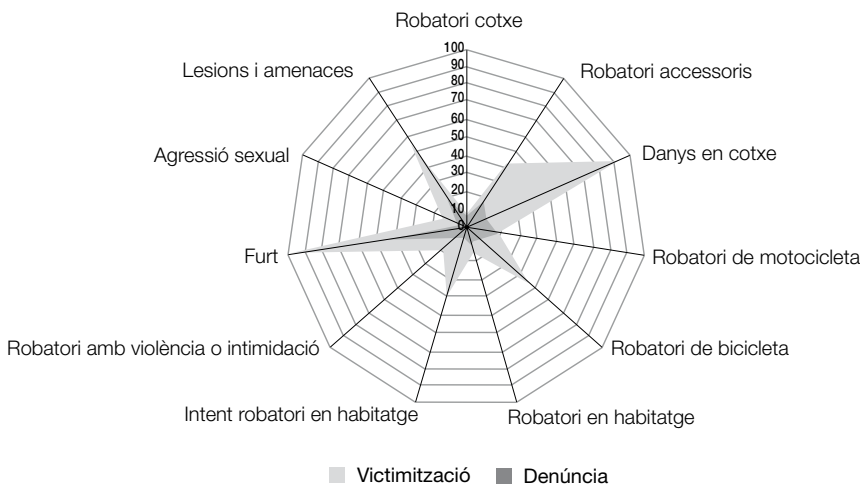 Robatori cotxe
Lesions i amenaces
Robatori accessoris
Agressió sexual
Danys en cotxe
100
90
80
70
60
50
40
30
20
10
0
Furt
Robatori de motocicleta
Robatori amb violència o intimidació
Robatori de bicicleta
Intent robatori en habitatge
Robatori en habitatge
Victimització Denúncia